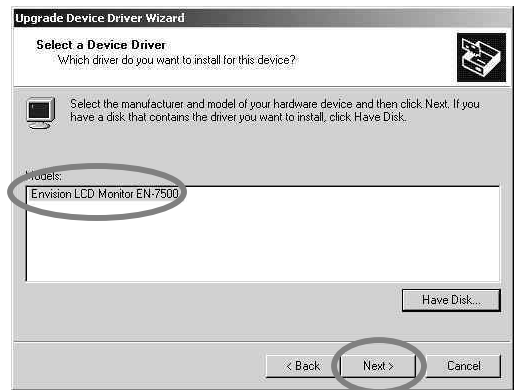 Upgrade Device Driver Wizard
Select a Device Driver
Which driver do you want to install for this device?
Select the manufacturer and model of your hardware device and then click Next. If you
have a disk that contains the driver you want to install, click Have Disk.
Models:
Envision LCD Monitor EN-7500
Have Disk...
< Back
Next >
Cancel